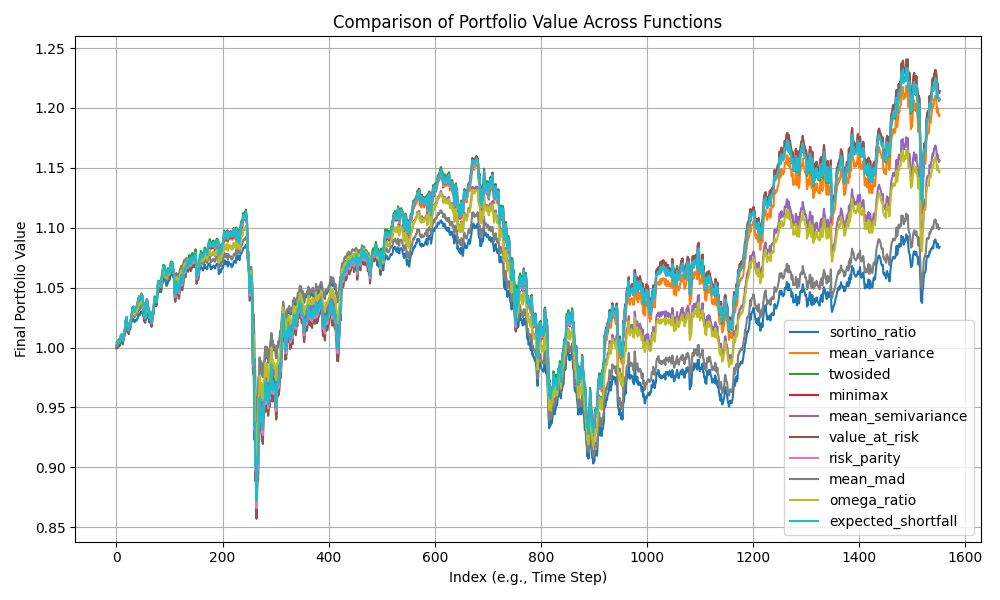 Comparison of Portfolio Value Across Functions
Final Portfolio Value
1.25
1.20
1.15
1.10
1.05
1.00
0.95
0.90
0.85
sortino_ratio
mean_variance
twosided
minimax
mean_semivariance
value_at_risk
risk_parity
mean_mad
omega_ratio
expected_shortfall
0 200 400 600 800 1000 1200 1400 1600
Index (e.g., Time Step)